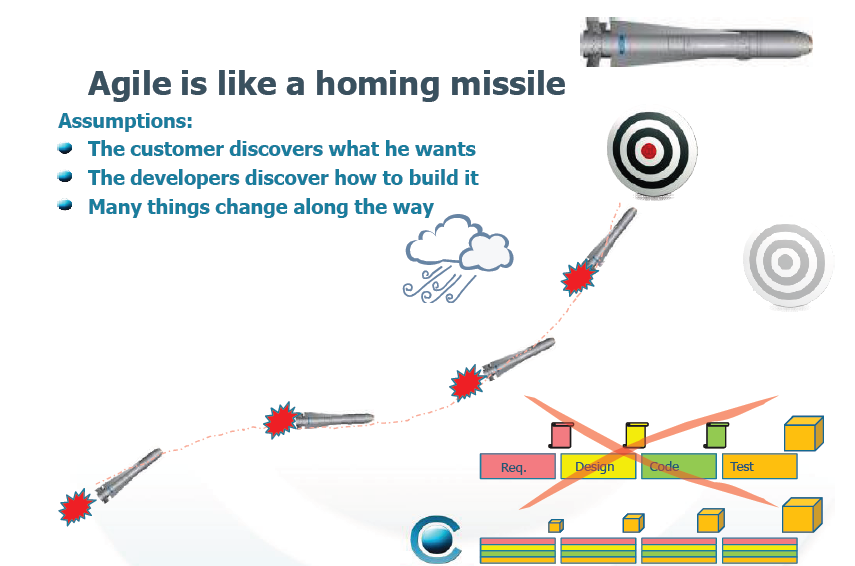 Agile is like a homing missile
Assumptions:
The customer discovers what he wants
The developers discover how to build it
Many things change along the way
Req.
Design
Code
Test